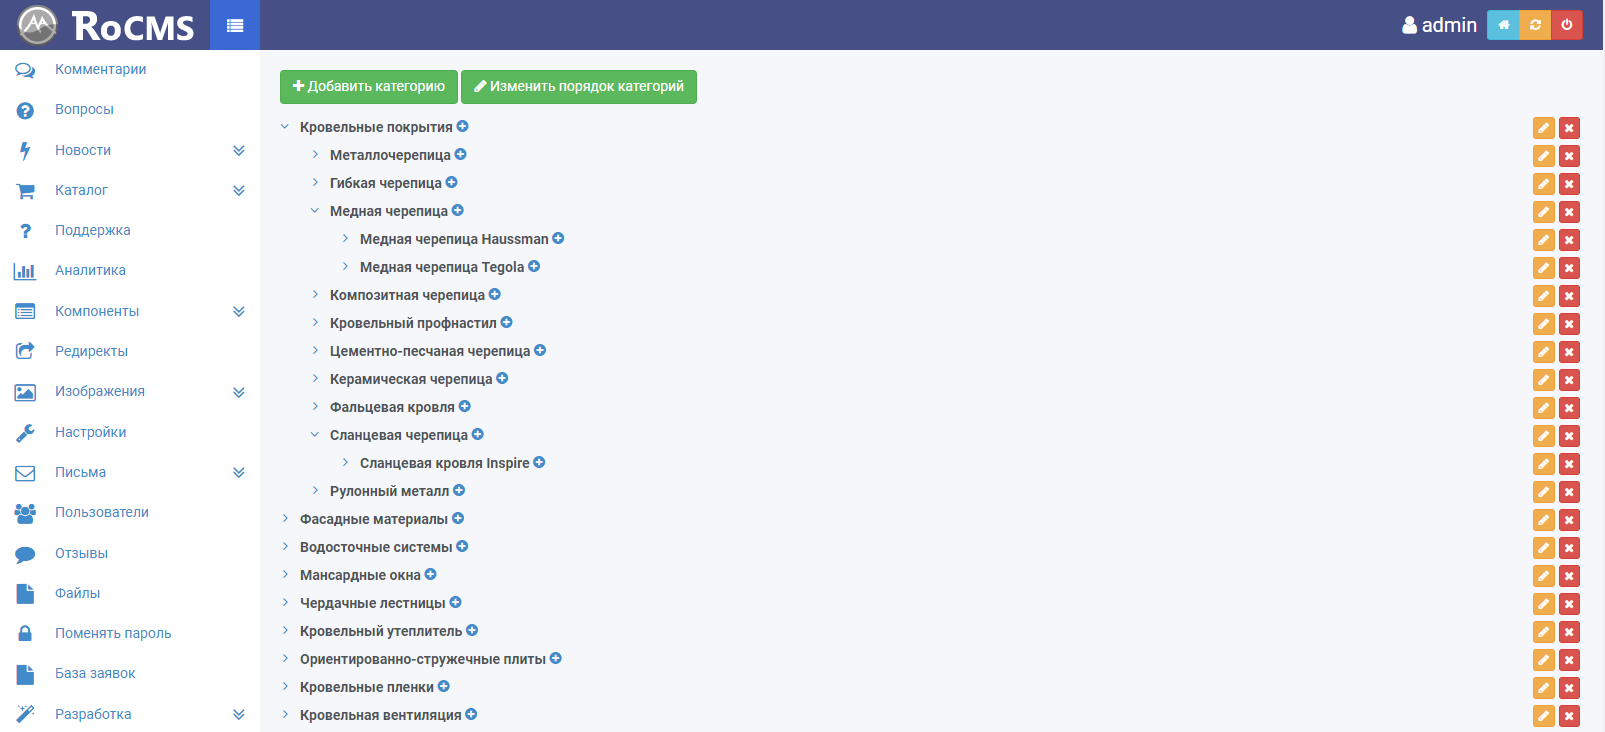 RoCMS
admin
Комментарии
Вопросы
Новости
Каталог
Поддержка
Аналитика
Компоненты
Редиректы
Изображения
Настройки
Письма
Пользователи
Отзывы
Файлы
Поменять пароль
База заявок
Разработка
Добавить категорию
Изменить порядок категорий
Кровельные покрытия
Металлочерепица
Гибкая черепица
Медная черепица
Медная черепица Haussman
Медная черепица Tegola
Композитная черепица
Кровельный профнастил
Цементно-песчаная черепица
Керамическая черепица
Фальцевая кровля
Сланцевая черепица
Сланцевая кровля Inspire
Рулонный металл
Фасадные материалы
Водосточные системы
Мансардные окна
Чердачные лестницы
Кровельный утеплитель
Ориентированно-стружечные плиты
Кровельные пленки
Кровельная вентиляция